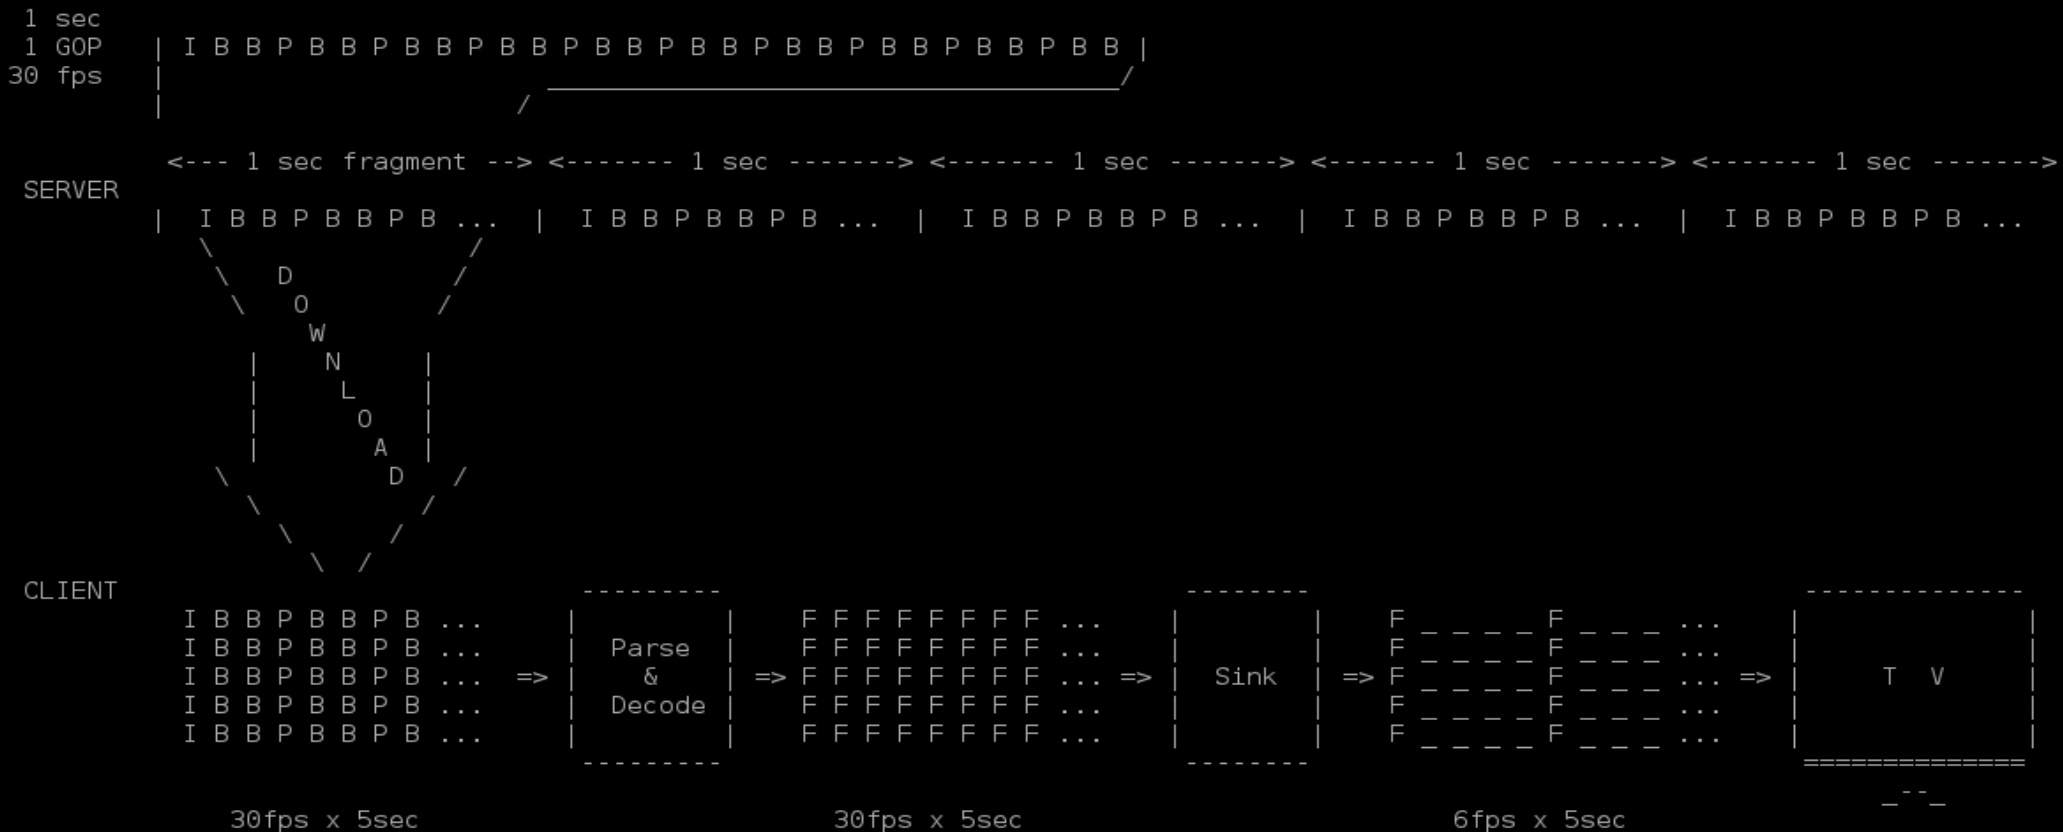 1 sec
1 GOP | I B B P B B P B B P B B P B B P B B P B B P B B P B B P B B |
30 fps | ____________________________________/
| /
<--- 1 sec fragment --> <------- 1 sec -------> <------- 1 sec -------> <------- 1 sec -------> <------- 1 sec ------->
SERVER
| I B B P B B P B ... | I B B P B B P B ... | I B B P B B P B ... | I B B P B B P B ... | I B B P B B P B ...
\ /
\ D /
\ O /
W
| N |
| L |
| O |
| A |
\ D /
\ /
\ /
\ /
CLIENT --------- -------- --------------
I B B P B B P B ... | | F F F F F F F F ... | | F _ _ _ _ F _ _ _ ... | |
I B B P B B P B ... | Parse | F F F F F F F F ... | | F _ _ _ _ F _ _ _ ... | |
I B B P B B P B ... => | & | => F F F F F F F F ... => | Sink | => F _ _ _ _ F _ _ _ ... => | T V |
I B B P B B P B ... | Decode | F F F F F F F F ... | | F _ _ _ _ F _ _ _ ... | |
I B B P B B P B ... | | F F F F F F F F ... | | F _ _ _ _ F _ _ _ ... | |
--------- -------- ==============
_--_
30fps x 5sec 30fps x 5sec 6fps x 5sec